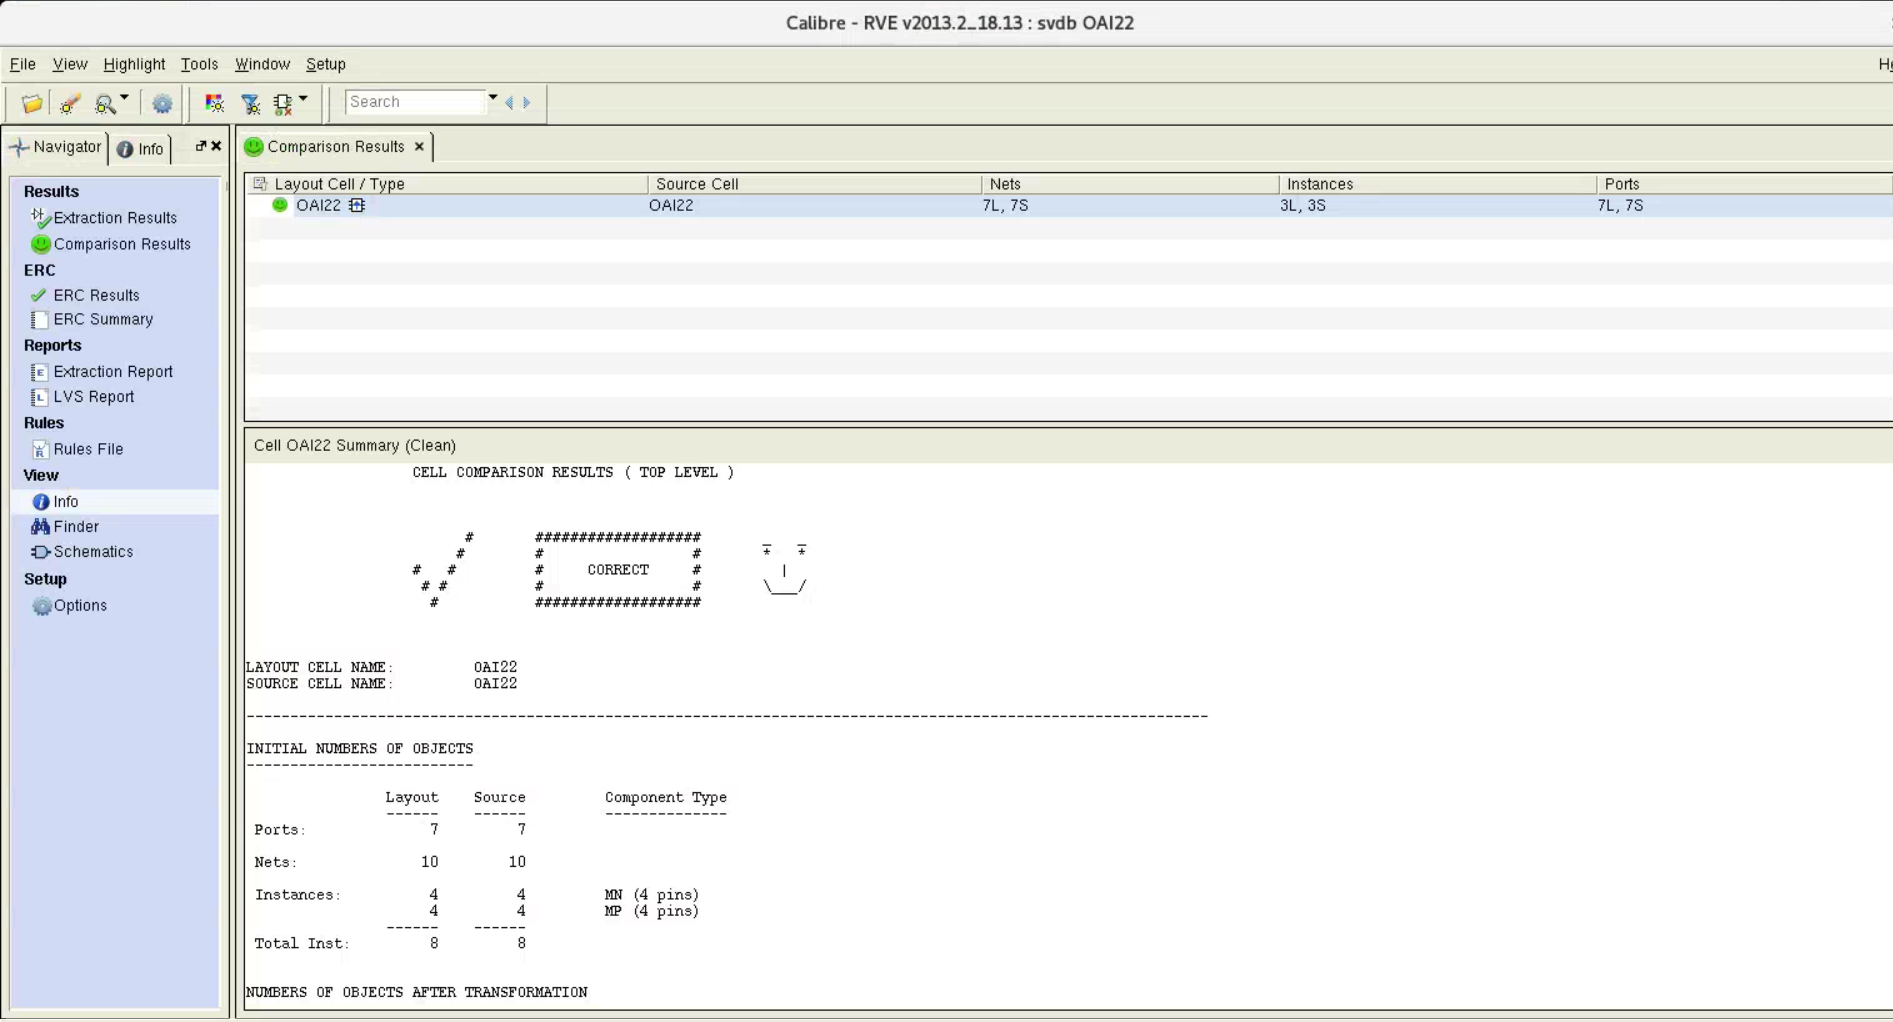 Calibre - RVE v2013.2_18.13 : svdb OAI22
File View Highlight Tools Window Setup
Search
Navigator Info
Comparison Results
Results
Extraction Results
Comparison Results
ERC
ERC Results
ERC Summary
Reports
Extraction Report
LVS Report
Rules
Rules File
View
Info
Finder
Schematics
Setup
Options
Layout Cell / Type Source Cell Nets Instances Ports
OAI22 OAI22 7L, 7S 3L, 3S 7L, 7S
Cell OAI22 Summary (Clean)
CELL COMPARISON RESULTS ( TOP LEVEL )
# ################### _ _
# # # * *
# # # CORRECT # |
# # # # \___/
# ###################
LAYOUT CELL NAME: OAI22
SOURCE CELL NAME: OAI22
--------------------------------------------------------------------------------------------------------------
INITIAL NUMBERS OF OBJECTS
--------------------------
Layout Source Component Type
------ ------ --------------
Ports: 7 7
Nets: 10 10
Instances: 4 4 MN (4 pins)
4 4 MP (4 pins)
------ ------
Total Inst: 8 8
NUMBERS OF OBJECTS AFTER TRANSFORMATION